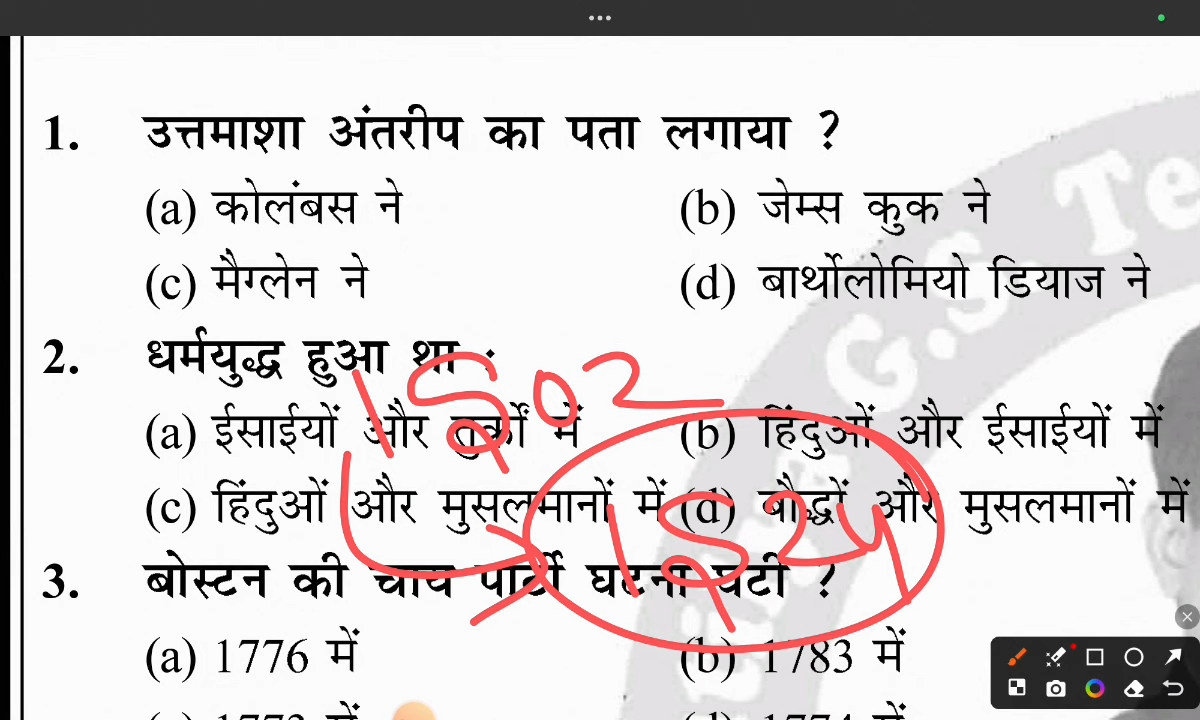 1. उत्तमाशा अंतरीप का पता लगाया ?
(a) कोलंबस ने (b) जेम्स कुक ने
(c) मैग्लेन ने (d) बार्थोलोमियो डियाज ने
2. धर्मयुद्ध हुआ था :
1502
(a) ईसाईयों और तुर्कों में (b) हिंदुओं और ईसाईयों में
(c) हिंदुओं और मुसलमानों में (d) बौद्धों और मुसलमानों में
1524
3. बोस्टन की चाय पार्टी घटना घटी ?
(a) 1776 में (b) 1783 में
G.S. Te